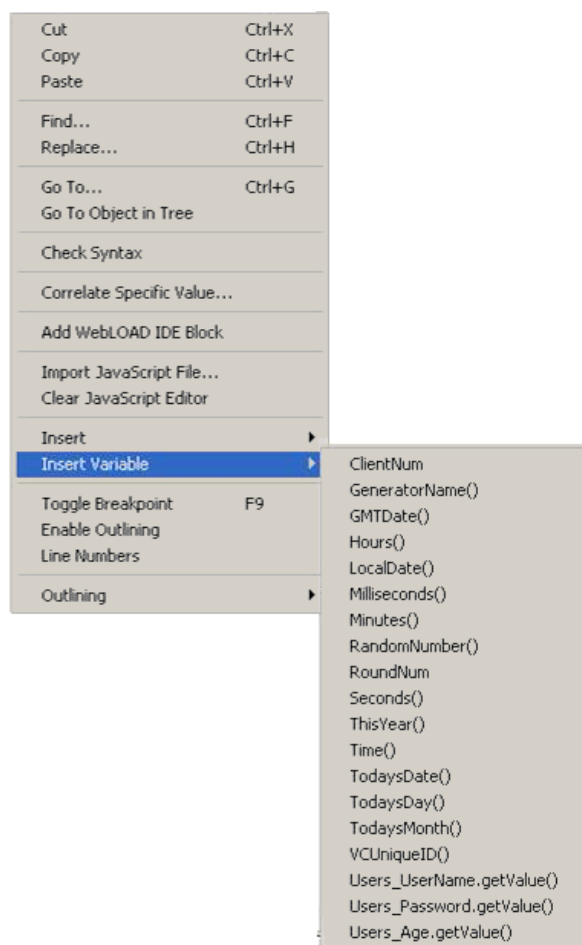 Cut Ctrl+X
Copy Ctrl+C
Paste Ctrl+V
Find... Ctrl+F
Replace... Ctrl+H
Go To... Ctrl+G
Go To Object in Tree
Check Syntax
Correlate Specific Value...
Add WebLOAD IDE Block
Import JavaScript File...
Clear JavaScript Editor
Insert
Insert Variable
Toggle Breakpoint F9
Enable Outlining
Line Numbers
Outlining
ClientNum
GeneratorName()
GMTDate()
Hours()
LocalDate()
Milliseconds()
Minutes()
RandomNumber()
RoundNum
Seconds()
ThisYear()
Time()
TodaysDate()
TodaysDay()
TodaysMonth()
VCUniqueID()
Users_UserName.getValue()
Users_Password.getValue()
Users_Age.getValue()